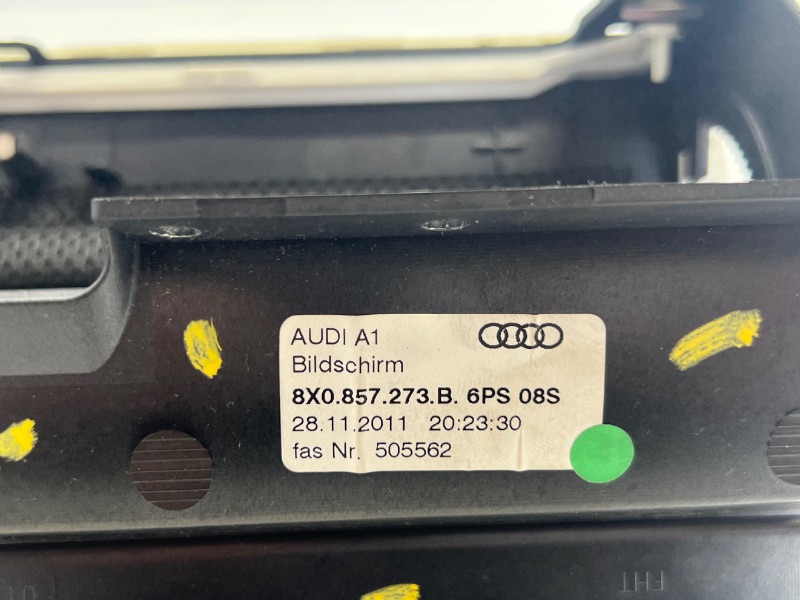 AUDI A1
Bildschirm
8X0.857.273.B. 6PS 08S
28.11.2011 20:23:30
fas Nr. 505562